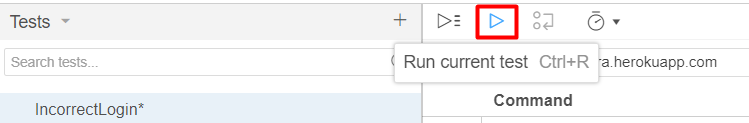 Tests
Run current test Ctrl+R
Search tests...
ra.herokuapp.com
IncorrectLogin*
Command